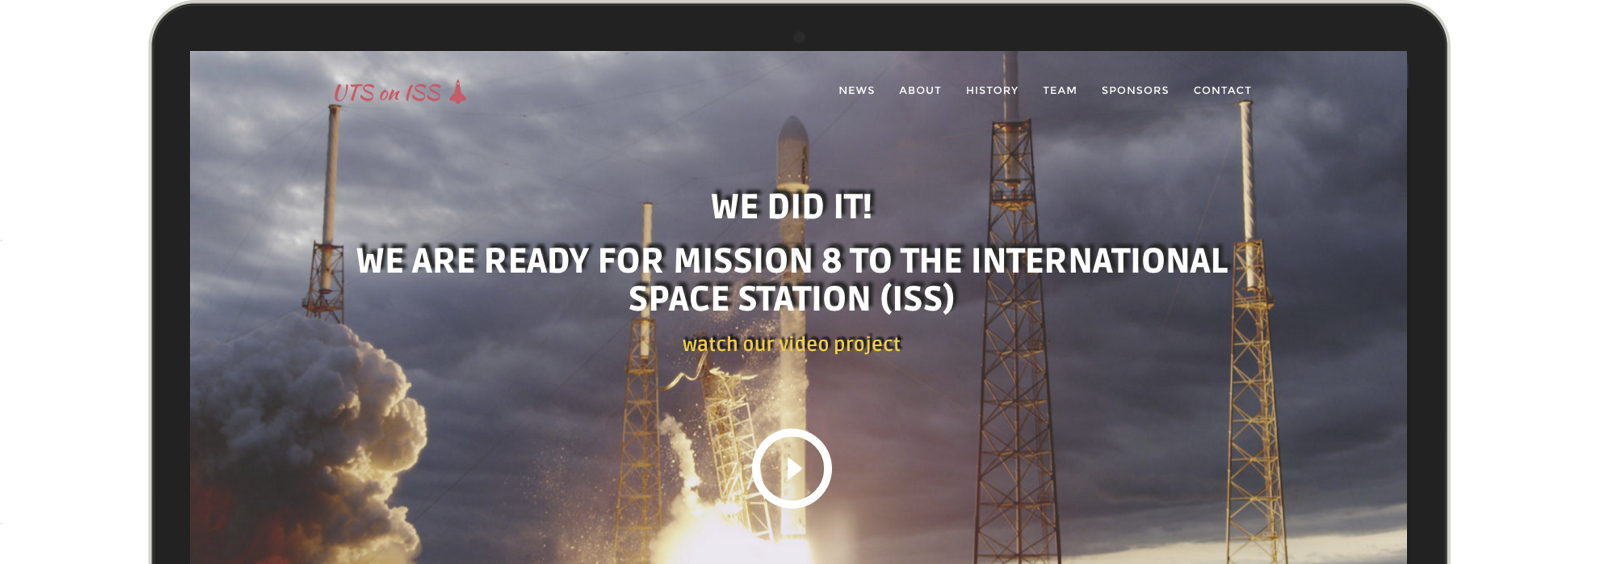 UTS on ISS
NEWS ABOUT HISTORY TEAM SPONSORS CONTACT
WE DID IT!
WE ARE READY FOR MISSION 8 TO THE INTERNATIONAL
SPACE STATION (ISS)
watch our video project